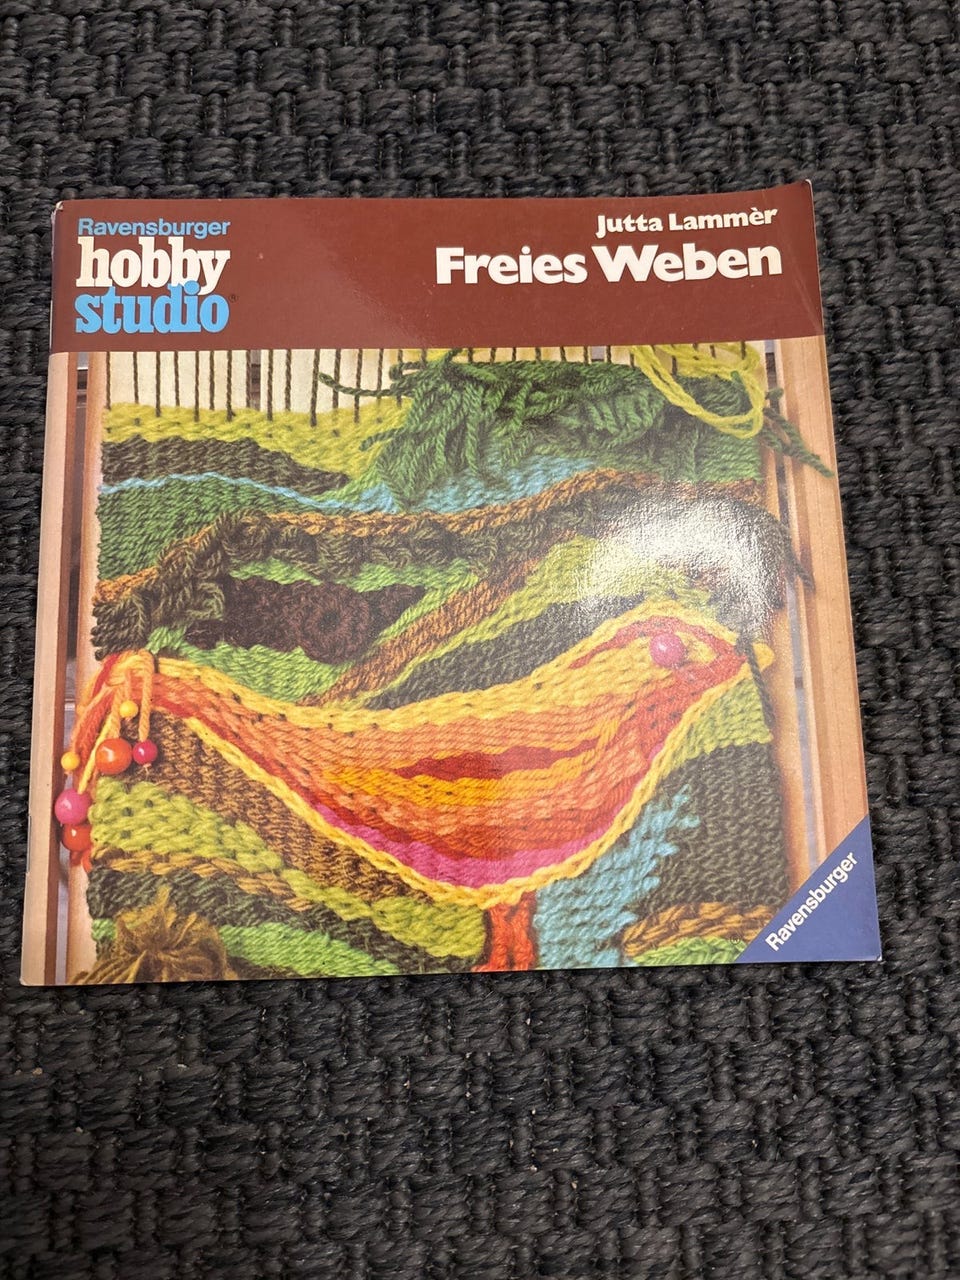 Ravensburger
hobby
studio®
Jutta Lammèr
Freies Weben
Ravensburger